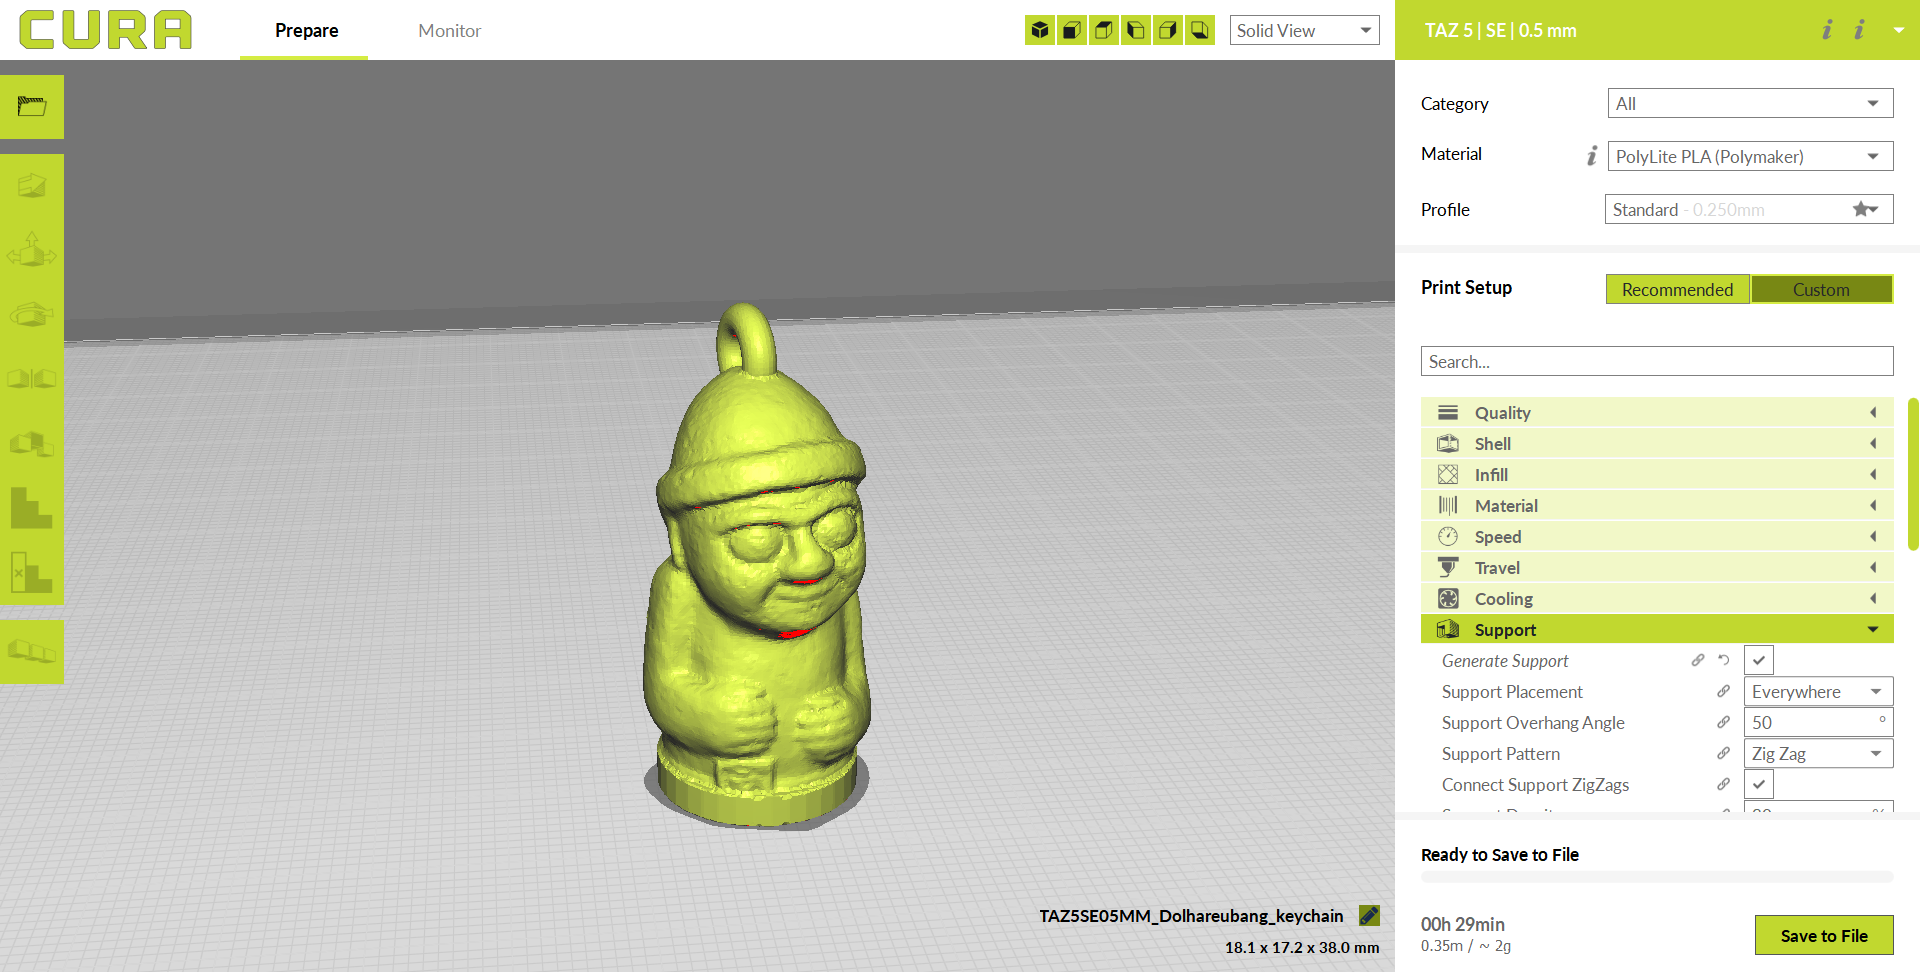 CURA
Prepare
Monitor
Solid View
TAZ 5 | SE | 0.5 mm
Category
All
Material
PolyLite PLA (Polymaker)
Profile
Standard - 0.250mm
Print Setup
Recommended
Custom
Search...
Quality
Shell
Infill
Material
Speed
Travel
Cooling
Support
Generate Support
Support Placement
Everywhere
Support Overhang Angle
50 °
Support Pattern
Zig Zag
Connect Support ZigZags
Ready to Save to File
TAZ5SE05MM_Dolhareubang_keychain
18.1 x 17.2 x 38.0 mm
00h 29min
0.35m / ~ 2g
Save to File